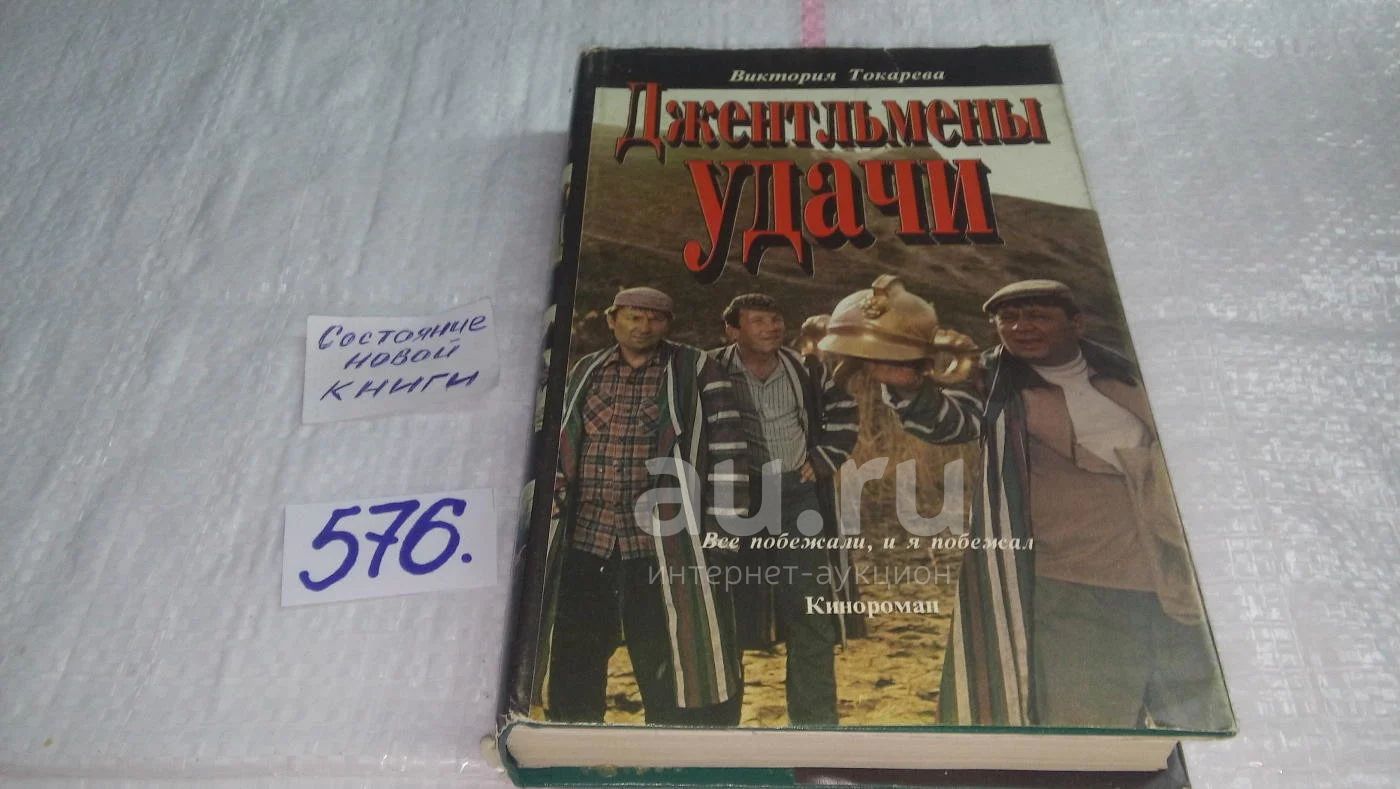 Виктория Токарева
Джентльмены
удачи
Состояние
новой
книги
576.
au.ru
Все побежали, и я побежал
интернет-аукцион
Кинороман